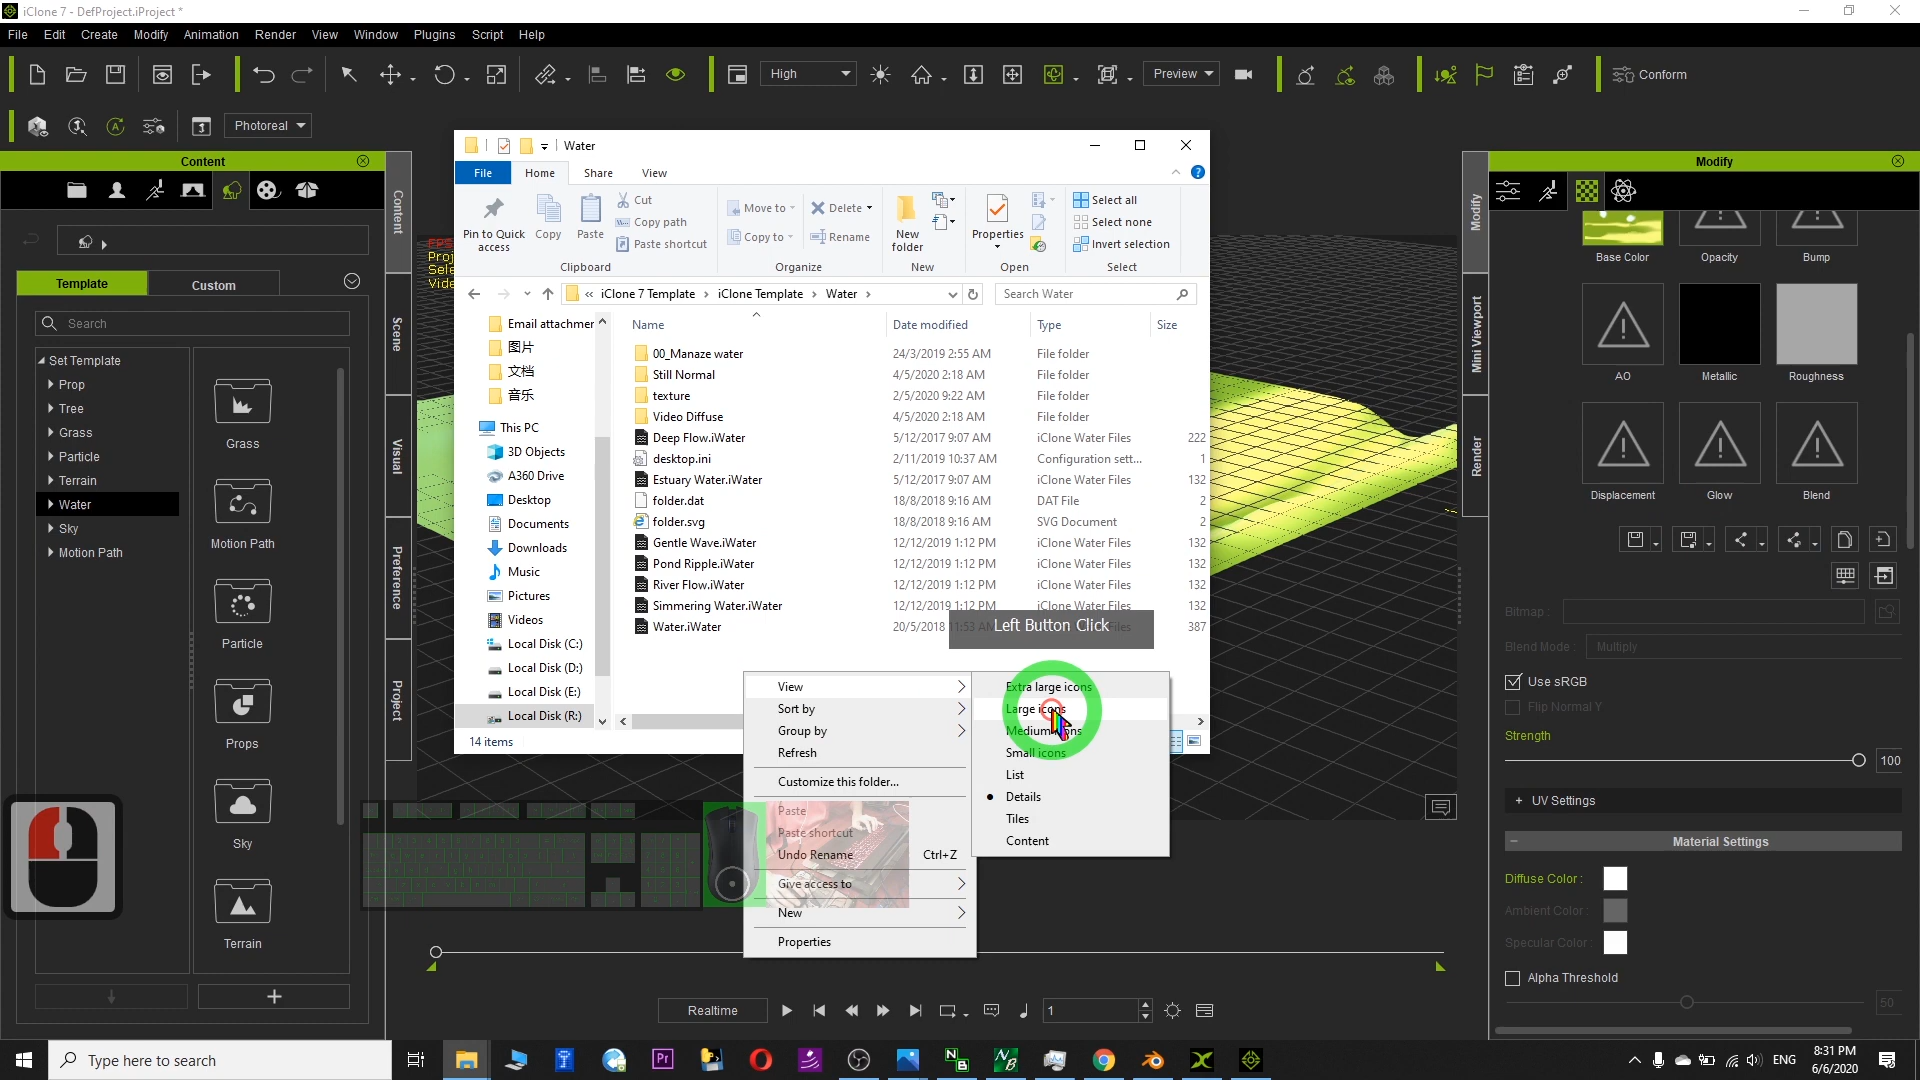 iClone 7 - DefProject.iProject *
File Edit Create Modify Animation Render View Window Plugins Script Help
High
Preview
Conform
Photoreal
Content
Template Custom
Search
Set Template
Prop
Tree
Grass
Particle
Terrain
Water
Sky
Motion Path
Grass
Motion Path
Particle
Props
Sky
Terrain
Content
Scene
Visual
Preference
Project
FPS
Proj
Sele
Vide
Water
File Home Share View
Pin to Quick access
Copy
Paste
Cut
Copy path
Paste shortcut
Clipboard
Move to
Copy to
Delete
Rename
Organize
New folder
New
Properties
Open
Select all
Select none
Invert selection
Select
« iClone 7 Template › iClone Template › Water ›
Search Water
Email attachmer
图片
文档
音乐
This PC
3D Objects
A360 Drive
Desktop
Documents
Downloads
Music
Pictures
Videos
Local Disk (C:)
Local Disk (D:)
Local Disk (E:)
Local Disk (R:)
Name Date modified Type Size
00_Manaze water 24/3/2019 2:55 AM File folder
Still Normal 4/5/2020 2:18 AM File folder
texture 2/5/2020 9:22 AM File folder
Video Diffuse 4/5/2020 2:18 AM File folder
Deep Flow.iWater 5/12/2017 9:07 AM iClone Water Files 222
desktop.ini 2/11/2019 10:37 AM Configuration sett... 1
Estuary Water.iWater 5/12/2017 9:07 AM iClone Water Files 132
folder.dat 18/8/2018 9:16 AM DAT File 2
folder.svg 18/8/2018 9:16 AM SVG Document 2
Gentle Wave.iWater 12/12/2019 1:12 PM iClone Water Files 132
Pond Ripple.iWater 12/12/2019 1:12 PM iClone Water Files 132
River Flow.iWater 12/12/2019 1:12 PM iClone Water Files 132
Simmering Water.iWater 12/12/2019 1:12 PM iClone Water Files 132
Water.iWater 20/5/2018 11:53 AM Files 387
Left Button Click
14 items
View
Sort by
Group by
Refresh
Customize this folder...
Paste
Paste shortcut
Undo Rename Ctrl+Z
Give access to
New
Properties
Extra large icons
Large icons
Medium icons
Small icons
List
Details
Tiles
Content
Modify
Mini Viewport
Render
Modify
Base Color Opacity Bump
AO Metallic Roughness
Displacement Glow Blend
Bitmap :
Blend Mode : Multiply
Use sRGB
Flip Normal Y
Strength
100
+ UV Settings
Material Settings
Diffuse Color :
Ambient Color :
Specular Color :
Alpha Threshold
50
Realtime
1
Type here to search
ENG
8:31 PM
6/6/2020